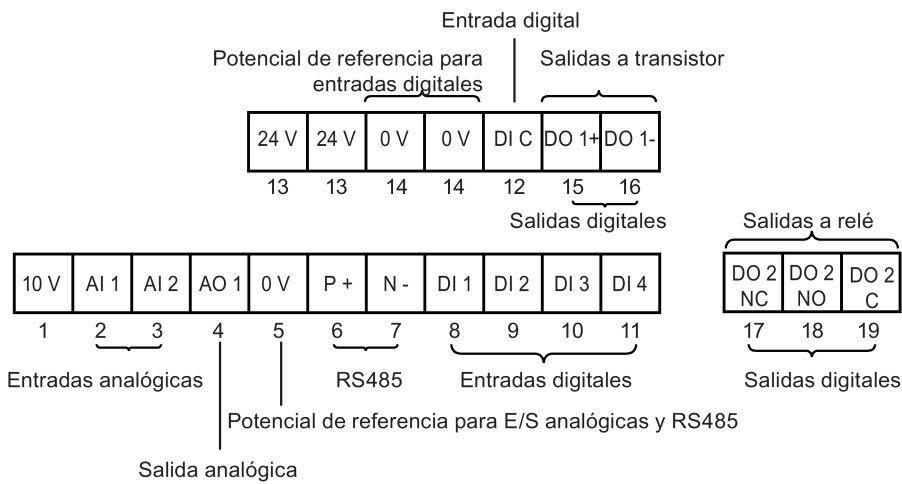 Entrada digital
Potencial de referencia para
entradas digitales
Salidas a transistor
24 V 24 V 0 V 0 V DI C DO 1+ DO 1-
13 13 14 14 12 15 16
Salidas digitales
Salidas a relé
10 V AI 1 AI 2 AO 1 0 V P + N - DI 1 DI 2 DI 3 DI 4
DO 2 DO 2 DO 2
NC NO C
1 2 3 4 5 6 7 8 9 10 11 17 18 19
Entradas analógicas RS485 Entradas digitales Salidas digitales
Potencial de referencia para E/S analógicas y RS485
Salida analógica